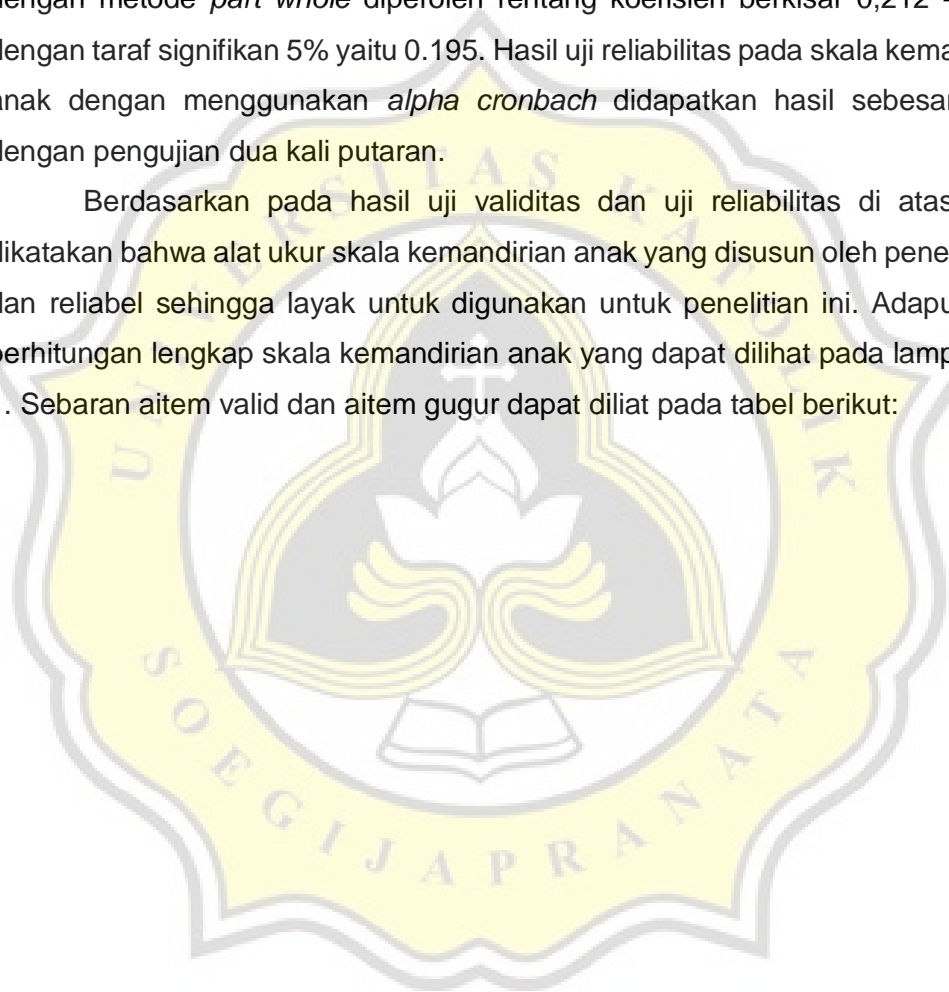 dengan metode part whole diperoleh rentang koefisien berkisar 0,212
dengan taraf signifikan 5% yaitu 0.195. Hasil uji reliabilitas pada skala kema
anak dengan menggunakan alpha cronbach didapatkan hasil sebesar
dengan pengujian dua kali putaran.
Berdasarkan pada hasil uji validitas dan uji reliabilitas di atas
dikatakan bahwa alat ukur skala kemandirian anak yang disusun oleh pene
dan reliabel sehingga layak untuk digunakan untuk penelitian ini. Adapu
perhitungan lengkap skala kemandirian anak yang dapat dilihat pada lamp
. Sebaran aitem valid dan aitem gugur dapat diliat pada tabel berikut:
UNIVERSITAS KATOLIK
SOEGIJAPRANATA